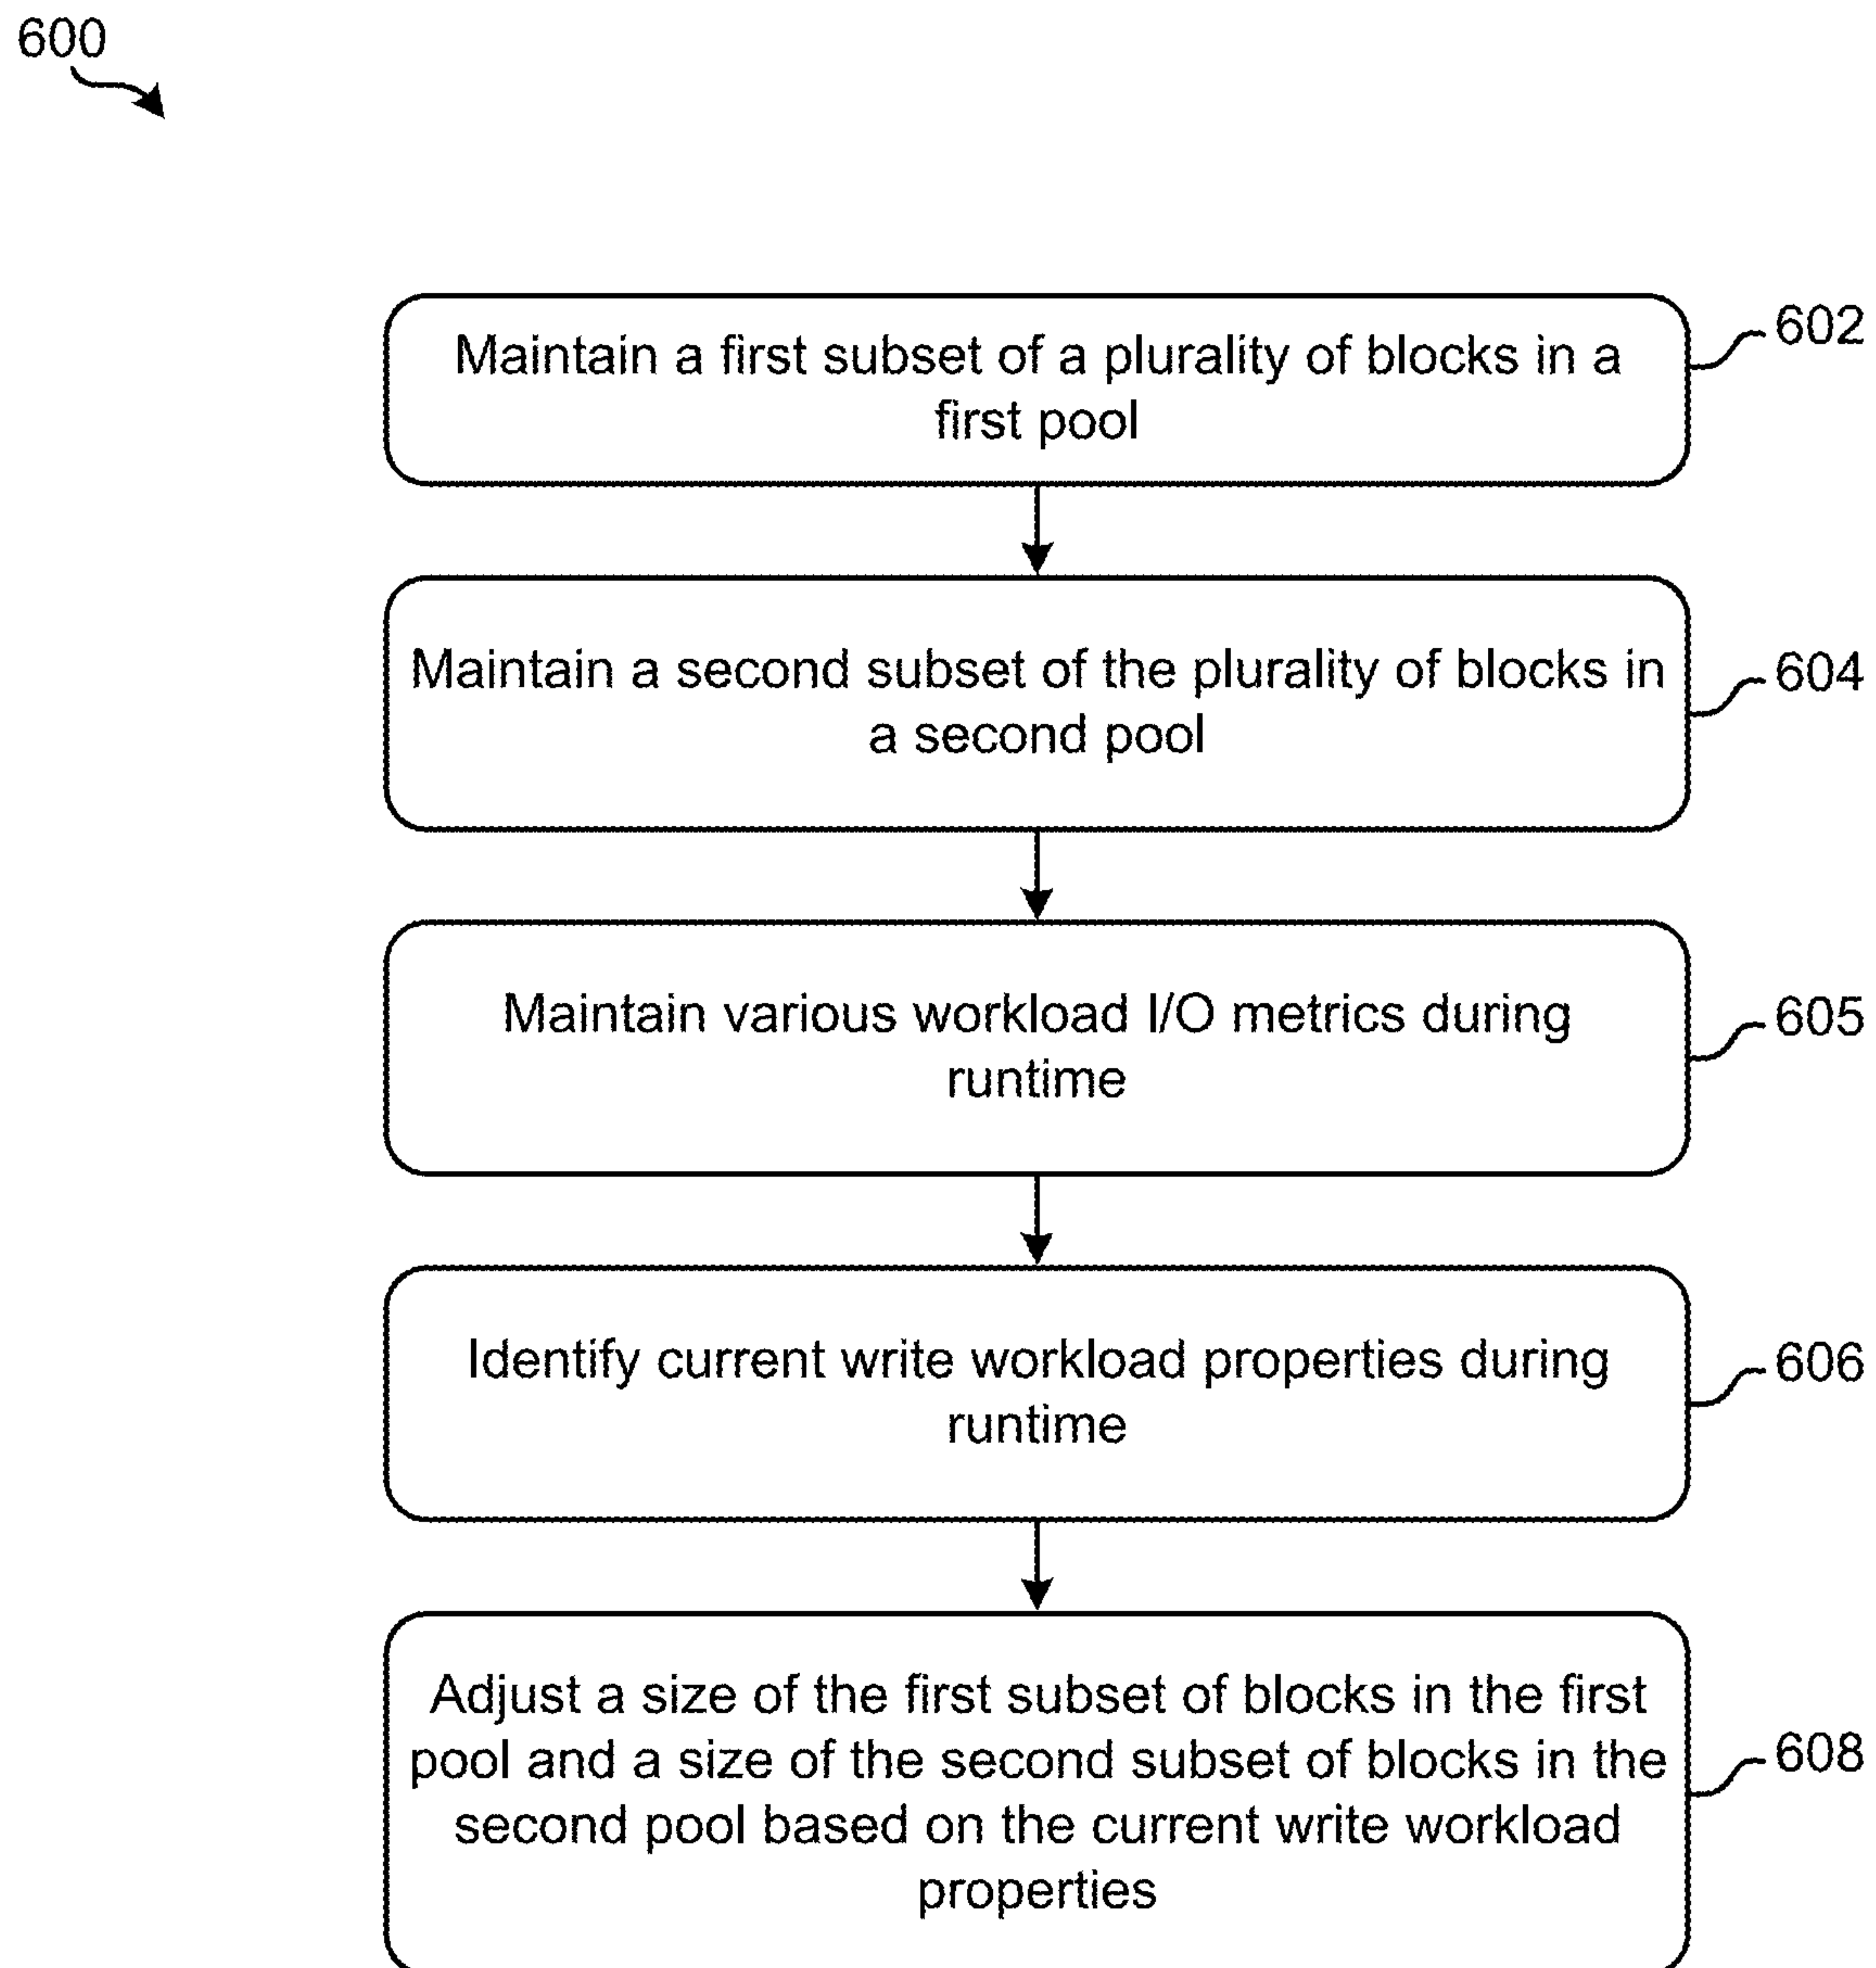 600
Maintain a first subset of a plurality of blocks in a
first pool
602
Maintain a second subset of the plurality of blocks in
a second pool
604
Maintain various workload I/O metrics during
runtime
605
Identify current write workload properties during
runtime
606
Adjust a size of the first subset of blocks in the first
pool and a size of the second subset of blocks in the
second pool based on the current write workload
properties
608